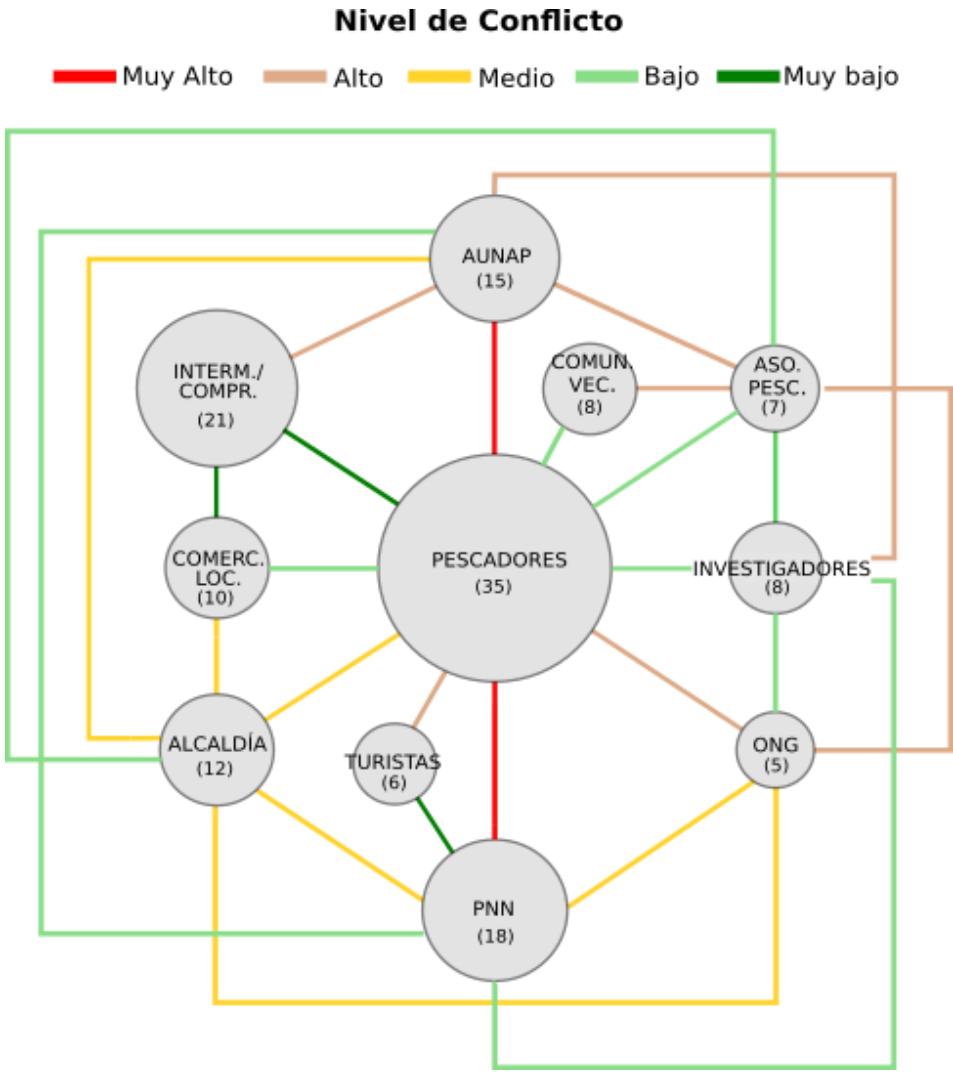 Nivel de Conflicto
Muy Alto
Alto
Medio
Bajo
Muy bajo
AUNAP
(15)
INTERM./
COMPR.
(21)
COMUN.
VEC.
(8)
ASO.
PESC.
(7)
COMERC.
LOC.
(10)
PESCADORES
(35)
INVESTIGADORES
(8)
ALCALDÍA
(12)
TURISTAS
(6)
ONG
(5)
PNN
(18)